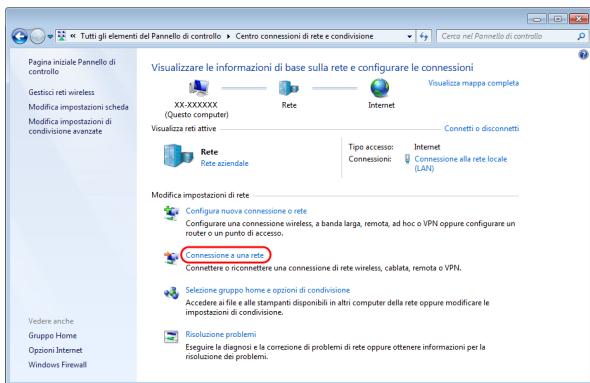 « Tutti gli elementi del Pannello di controllo ▸ Centro connessioni di rete e condivisione
Cerca nel Pannello di controllo
Pagina iniziale Pannello di
controllo
Gestisci reti wireless
Modifica impostazioni scheda
Modifica impostazioni di
condivisione avanzate
Visualizzare le informazioni di base sulla rete e configurare le connessioni
Visualizza mappa completa
XX-XXXXXX
(Questo computer)
Rete
Internet
Visualizza reti attive
Connetti o disconnetti
Rete
Rete aziendale
Tipo accesso: Internet
Connessioni: Connessione alla rete locale
(LAN)
Modifica impostazioni di rete
Configura nuova connessione o rete
Configurare una connessione wireless, a banda larga, remota, ad hoc o VPN oppure configurare un
router o un punto di accesso.
Connessione a una rete
Connettere o riconnettere una connessione di rete wireless, cablata, remota o VPN.
Selezione gruppo home e opzioni di condivisione
Accedere ai file e alle stampanti disponibili in altri computer della rete oppure modificare le
impostazioni di condivisione.
Risoluzione problemi
Eseguire la diagnosi e la correzione di problemi di rete oppure ottenere informazioni per la
risoluzione dei problemi.
Vedere anche
Gruppo Home
Opzioni Internet
Windows Firewall